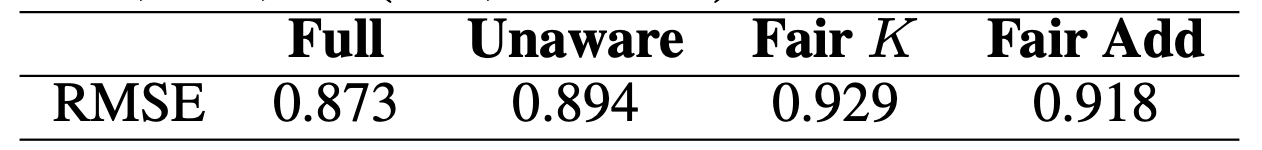 Full Unaware Fair K Fair Add
RMSE 0.873 0.894 0.929 0.918